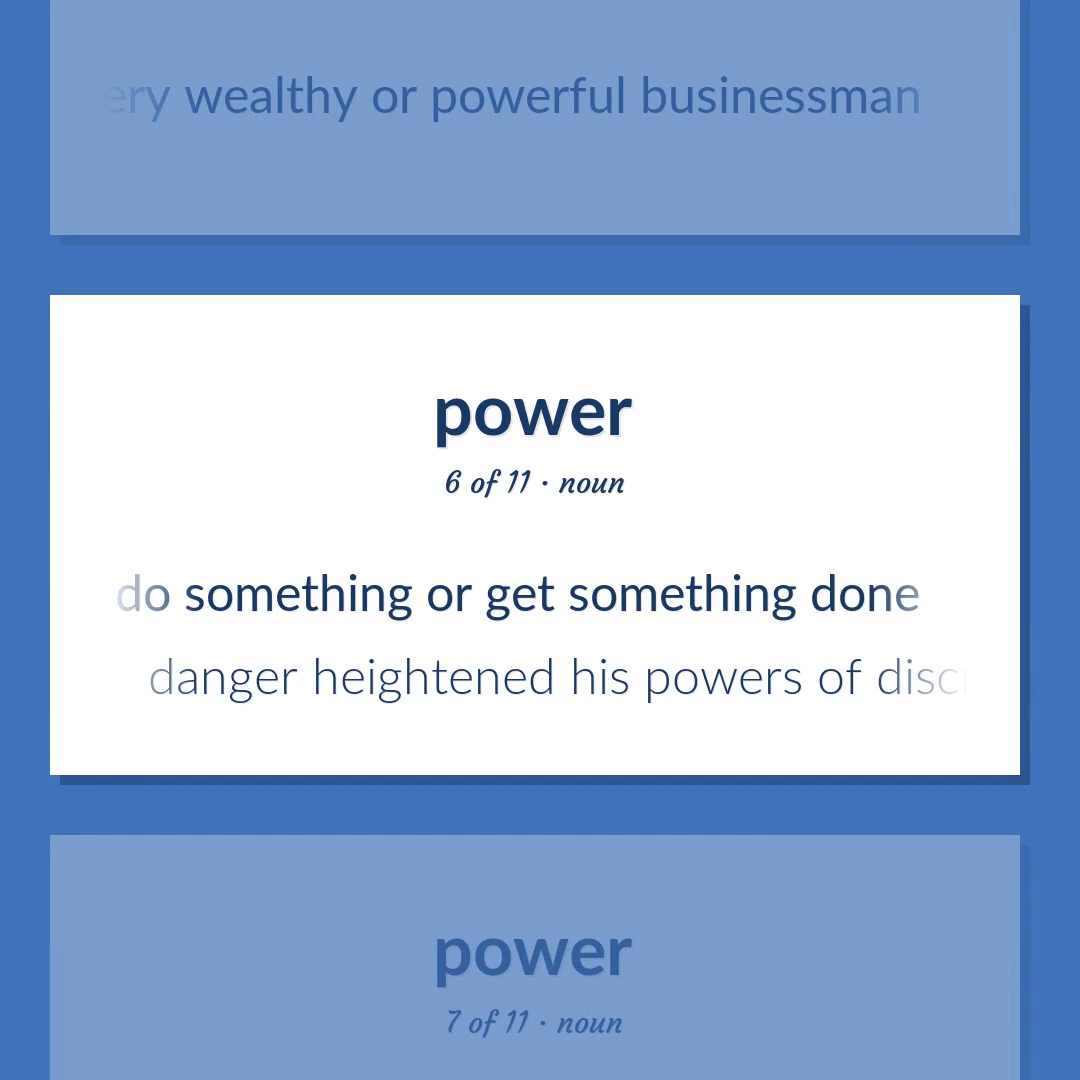 ery wealthy or powerful businessman
power
6 of 11 · noun
do something or get something done
danger heightened his powers of disc
power
7 of 11 · noun